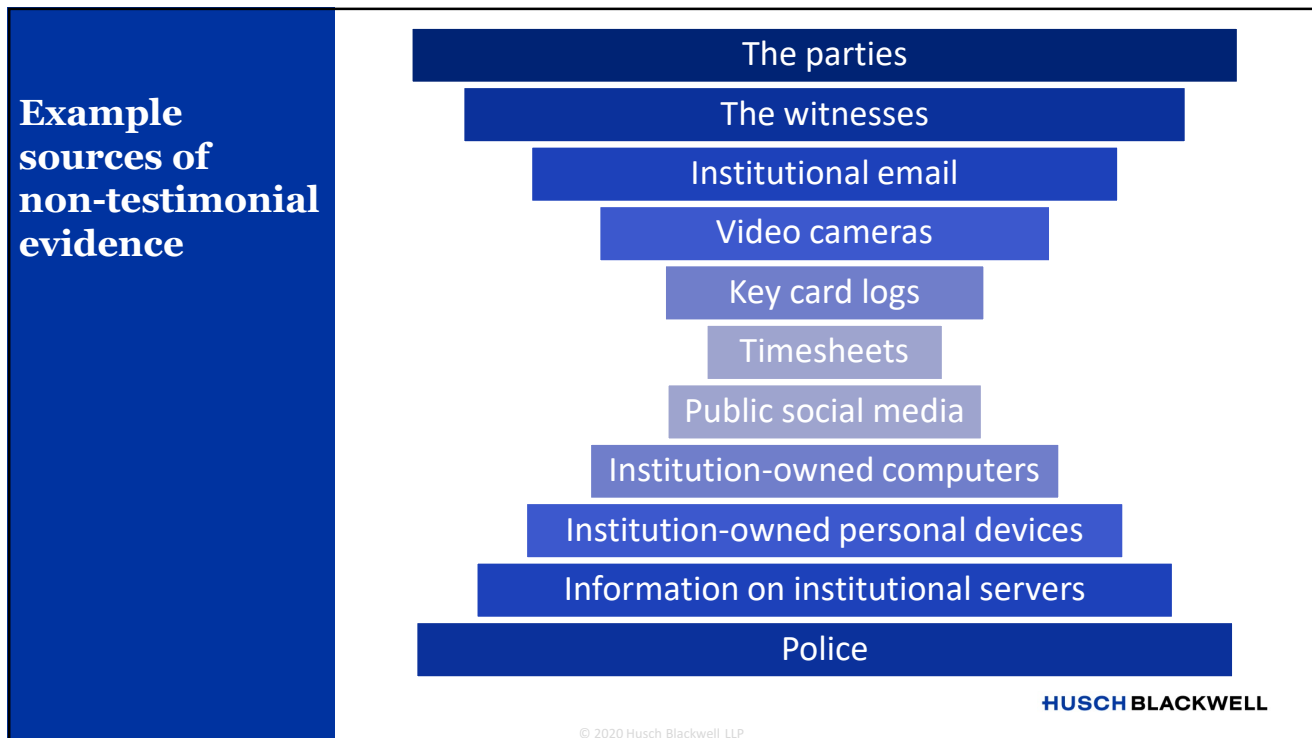 Example
sources of
non-testimonial
evidence
The parties
The witnesses
Institutional email
Video cameras
Key card logs
Timesheets
Public social media
Institution-owned computers
Institution-owned personal devices
Information on institutional servers
Police
HUSCH BLACKWELL
© 2020 Husch Blackwell LLP